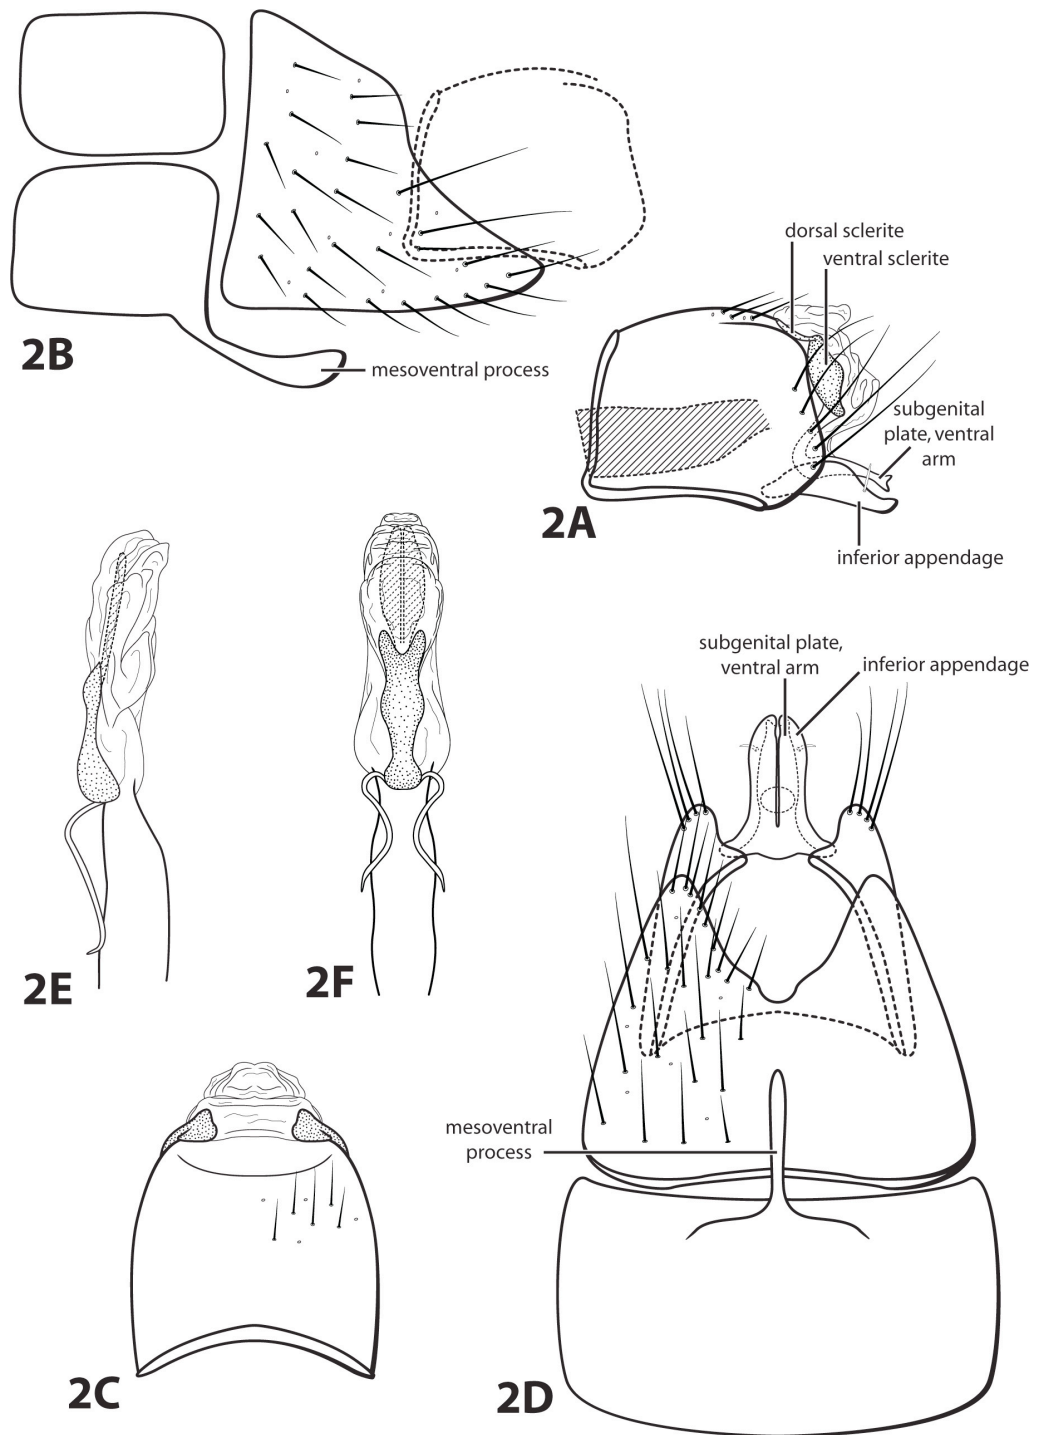 2B
mesoventral process
dorsal sclerite
ventral sclerite
subgenital
plate, ventral
arm
2A
inferior appendage
2E
2F
subgenital plate,
ventral arm
inferior appendage
mesoventral
process
2C
2D